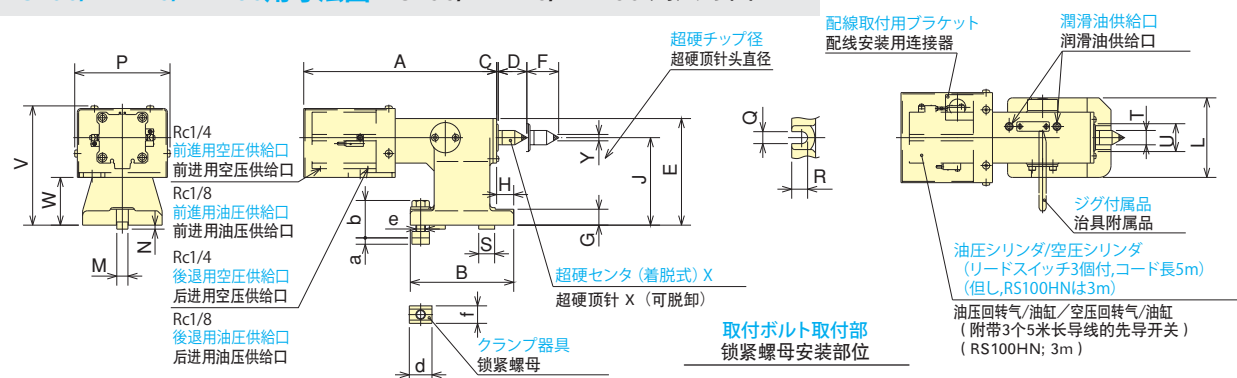 配線取付用ブラケット
配线安装用连接器
潤滑油供給口
润滑油供给口
超硬チップ径
超硬顶针头直径
P
A
C
D
F
V
W
N
M
Rc1/4
前進用空圧供給口
前进用空压供给口
Rc1/8
前進用油圧供給口
前进用油压供给口
Rc1/4
後退用空圧供給口
后进用空压供给口
Rc1/8
後退用油圧供給口
后进用油压供给口
Y
J
E
H
G
S
B
e
b
a
f
d
超硬センタ（着脱式）X
超硬顶针 X（可脱卸）
クランプ器具
锁紧螺母
Q
R
取付ボルト取付部
锁紧螺母安装部位
T
U
L
ジグ付属品
治具附属品
油圧シリンダ/空圧シリンダ
（リードスイッチ3個付,コード長5m）
（但し,RS100HNは3m）
油压回转气/油缸／空压回转气/油缸
( 附带3个5米长导线的先导开关 )
( RS100HN; 3m )